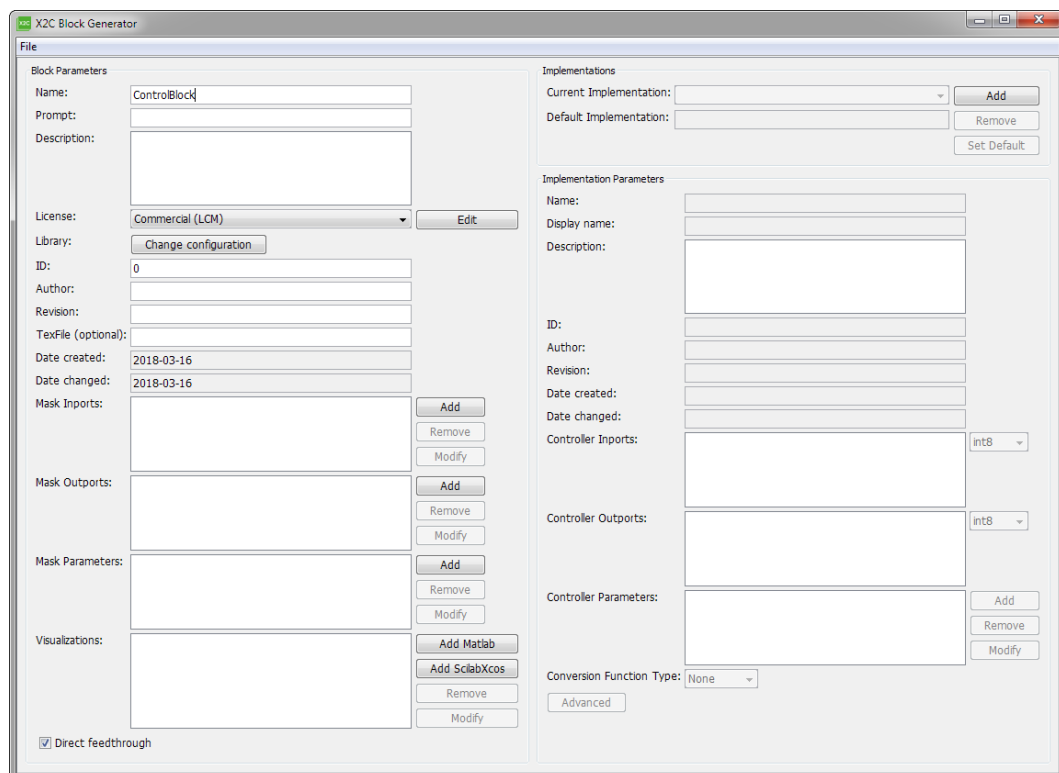 X2C X2C Block Generator
File
Block Parameters
Name: ControlBlock
Prompt:
Description:
License: Commercial (LCM) Edit
Library: Change configuration
ID: 0
Author:
Revision:
TexFile (optional):
Date created: 2018-03-16
Date changed: 2018-03-16
Mask Inports: Add
Remove
Modify
Mask Outports: Add
Remove
Modify
Mask Parameters: Add
Remove
Modify
Visualizations: Add Matlab
Add ScilabXcos
Remove
Modify
Direct feedthrough
Implementations
Current Implementation: Add
Default Implementation: Remove
Set Default
Implementation Parameters
Name:
Display name:
Description:
ID:
Author:
Revision:
Date created:
Date changed:
Controller Inports: int8
Controller Outports: int8
Controller Parameters: Add
Remove
Modify
Conversion Function Type: None
Advanced